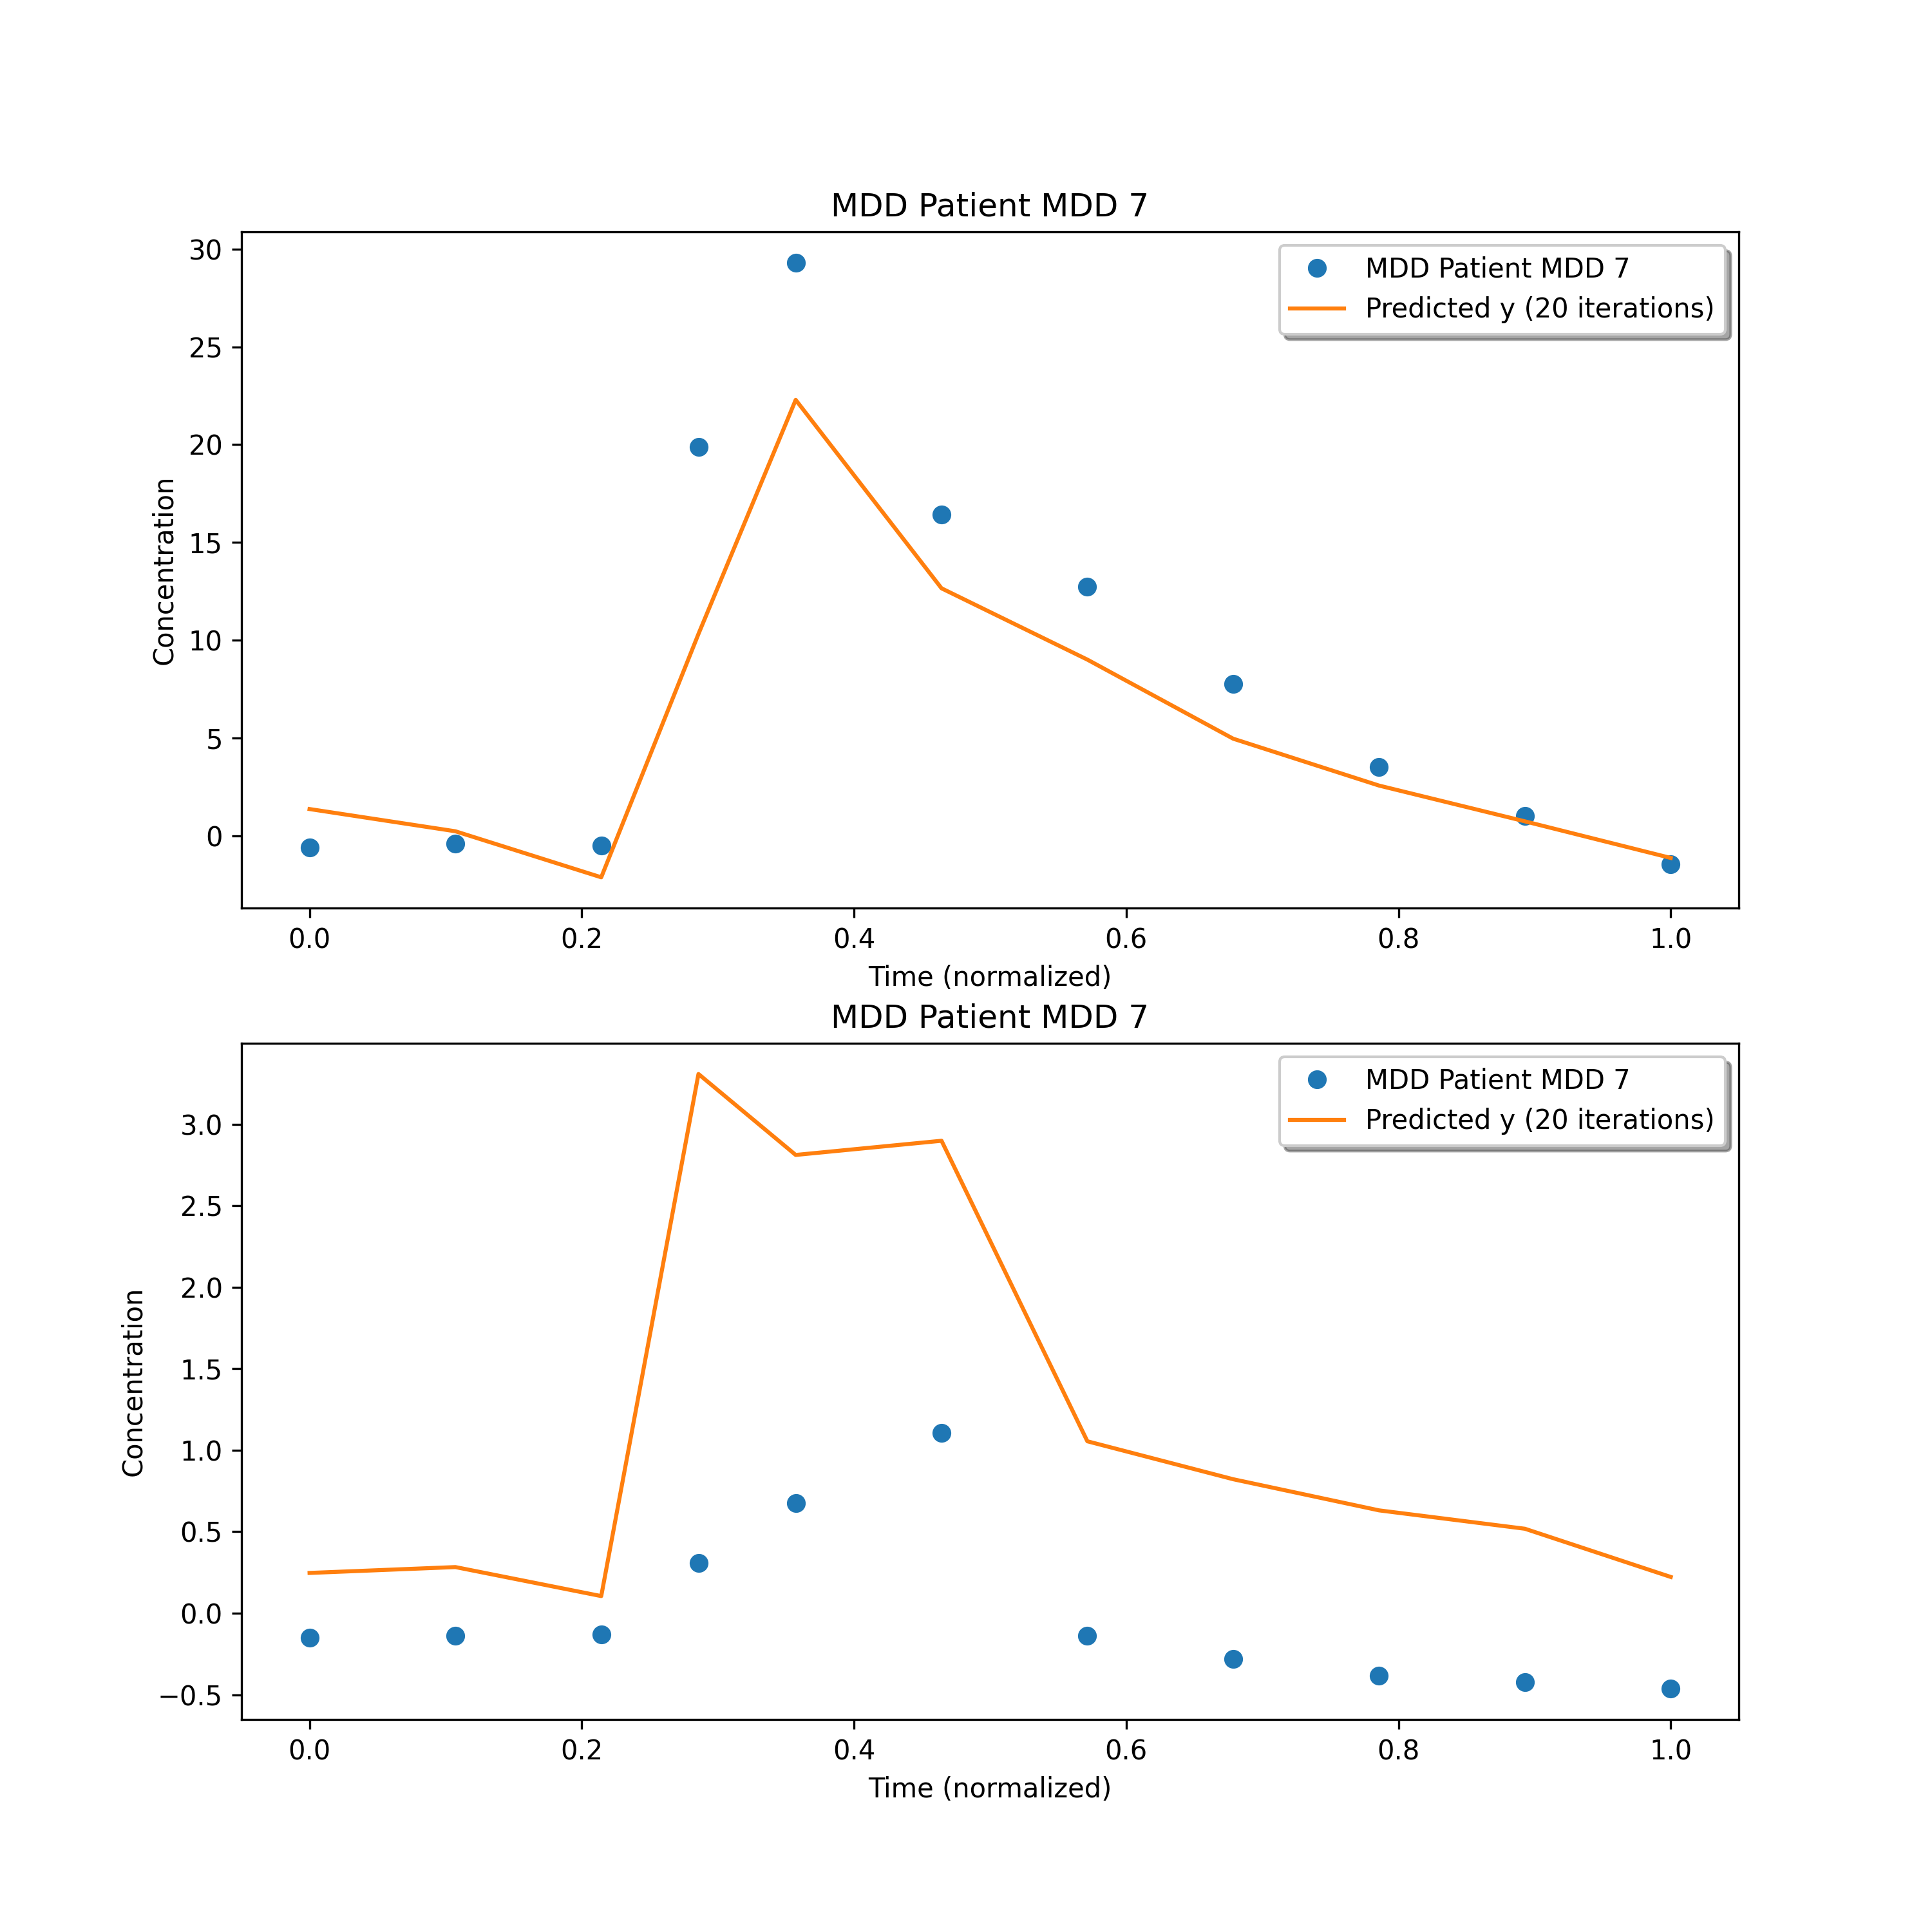 MDD Patient MDD 7
30
25
20
15
10
5
0
Concentration
MDD Patient MDD 7
Predicted y (20 iterations)
0.0 0.2 0.4 0.6 0.8 1.0
Time (normalized)
MDD Patient MDD 7
3.0
2.5
2.0
1.5
1.0
0.5
0.0
−0.5
Concentration
MDD Patient MDD 7
Predicted y (20 iterations)
0.0 0.2 0.4 0.6 0.8 1.0
Time (normalized)